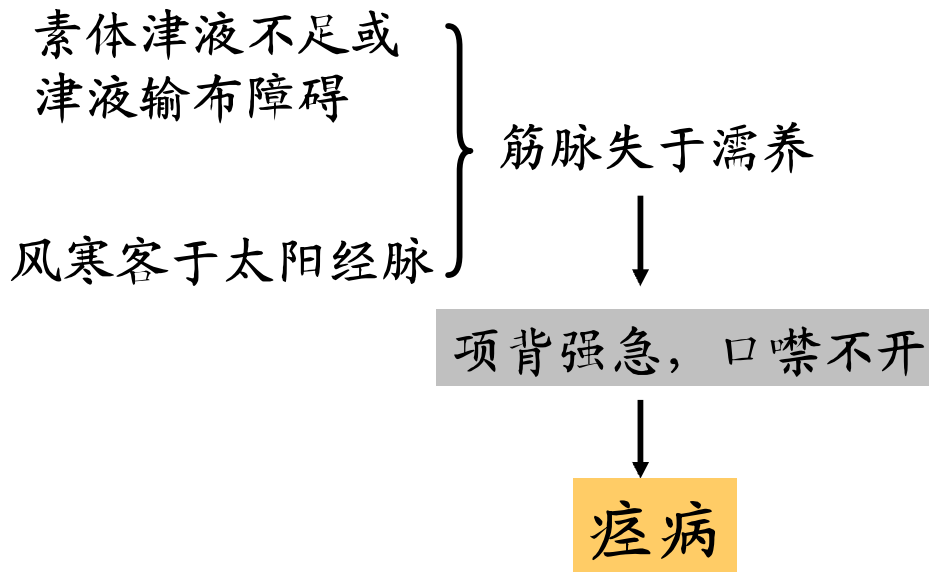 素体津液不足或
津液输布障碍
筋脉失于濡养
风寒客于太阳经脉
项背强急，口噤不开
痉病